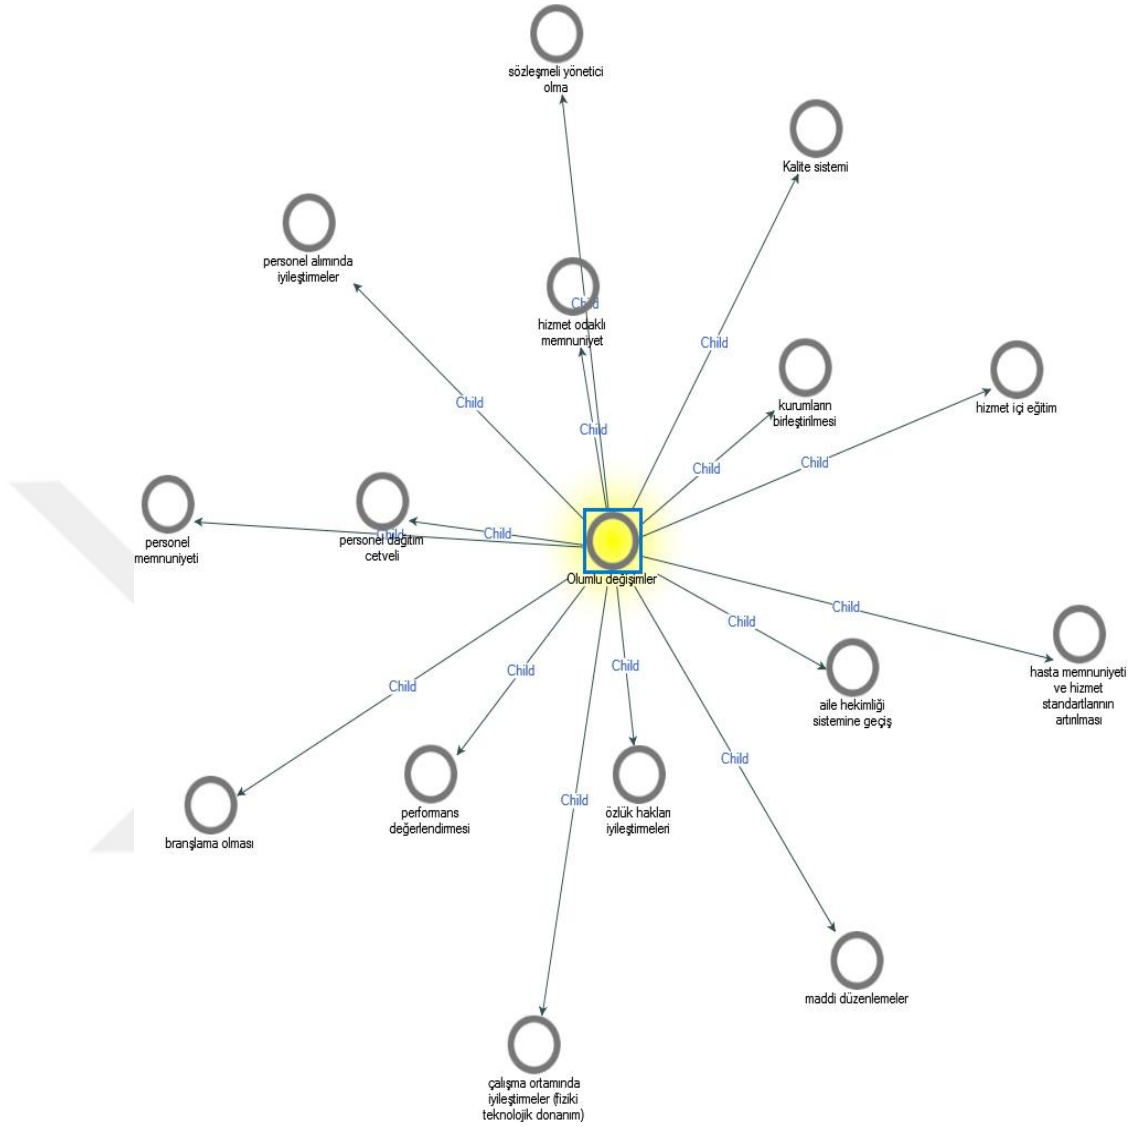 sözleşmeli yönetici
olma
Kalite sistemi
personel alımında
iyileştirmeler
Child
hizmet odaklı
memnuniyet
Child
kurumların
birleştirilmesi
hizmet içi eğitim
Child
Child
Child
Child
personel
memnuniyeti
Child
personel dağıtım
cetveli
Child
Olumlu değişimler
Child
Child
hasta memnuniyeti
ve hizmet
standartlarının
artırılması
aile hekimliği
sistemine geçiş
Child
Child
Child
Child
Child
branşlama olması
performans
değerlendirmesi
özlük hakları
iyileştirmeleri
maddi düzenlemeler
çalışma ortamında
iyileştirmeler (fiziki
teknolojik donanım)